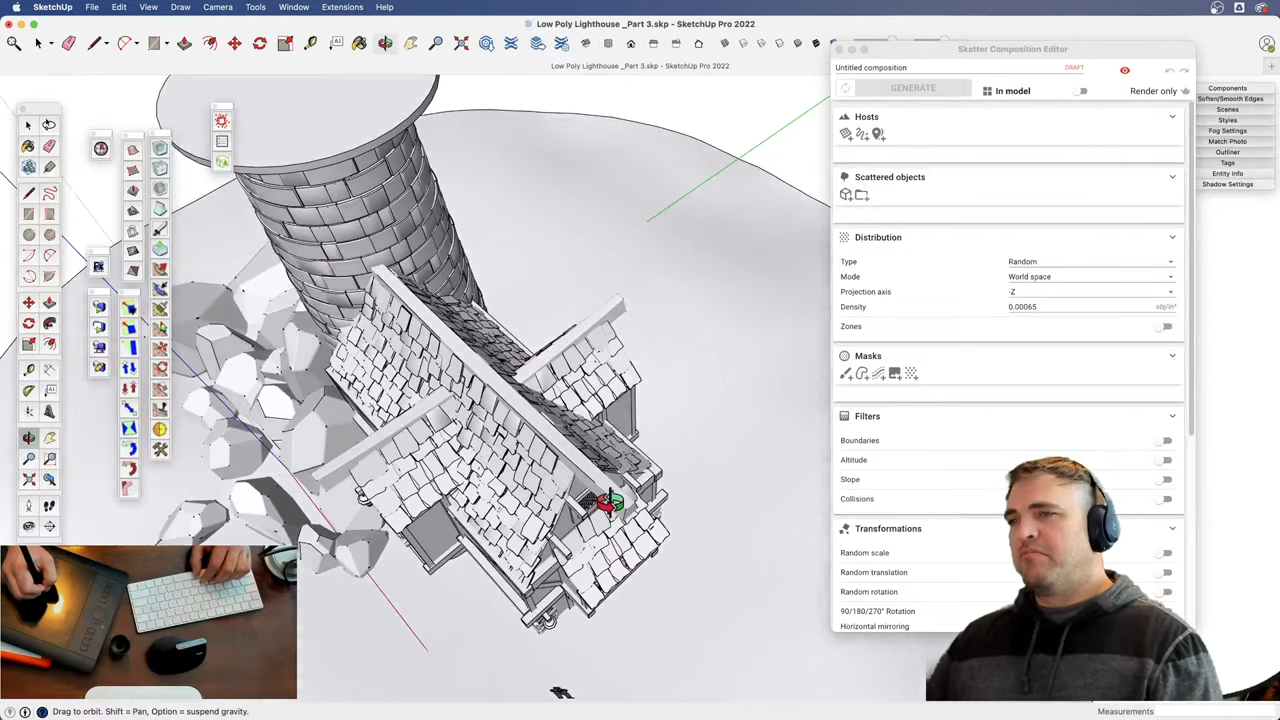 SketchUp File Edit View Draw Camera Tools Window Extensions Help
Low Poly Lighthouse _Part 3.skp - SketchUp Pro 2022
Low Poly Lighthouse _Part 3.skp - SketchUp Pro 2022
Skatter Composition Editor
Untitled composition DRAFT
GENERATE In model Render only
Hosts
Scattered objects
Distribution
Type Random
Mode World space
Projection axis -Z
Density 0.00065 obj/in²
Zones
Masks
Filters
Boundaries
Altitude
Slope
Collisions
Transformations
Random scale
Random translation
Random rotation
90/180/270° Rotation
Horizontal mirroring
Components
Soften/Smooth Edges
Scenes
Styles
Fog Settings
Match Photo
Outliner
Tags
Entity Info
Shadow Settings
Drag to orbit. Shift = Pan, Option = suspend gravity.
Measurements